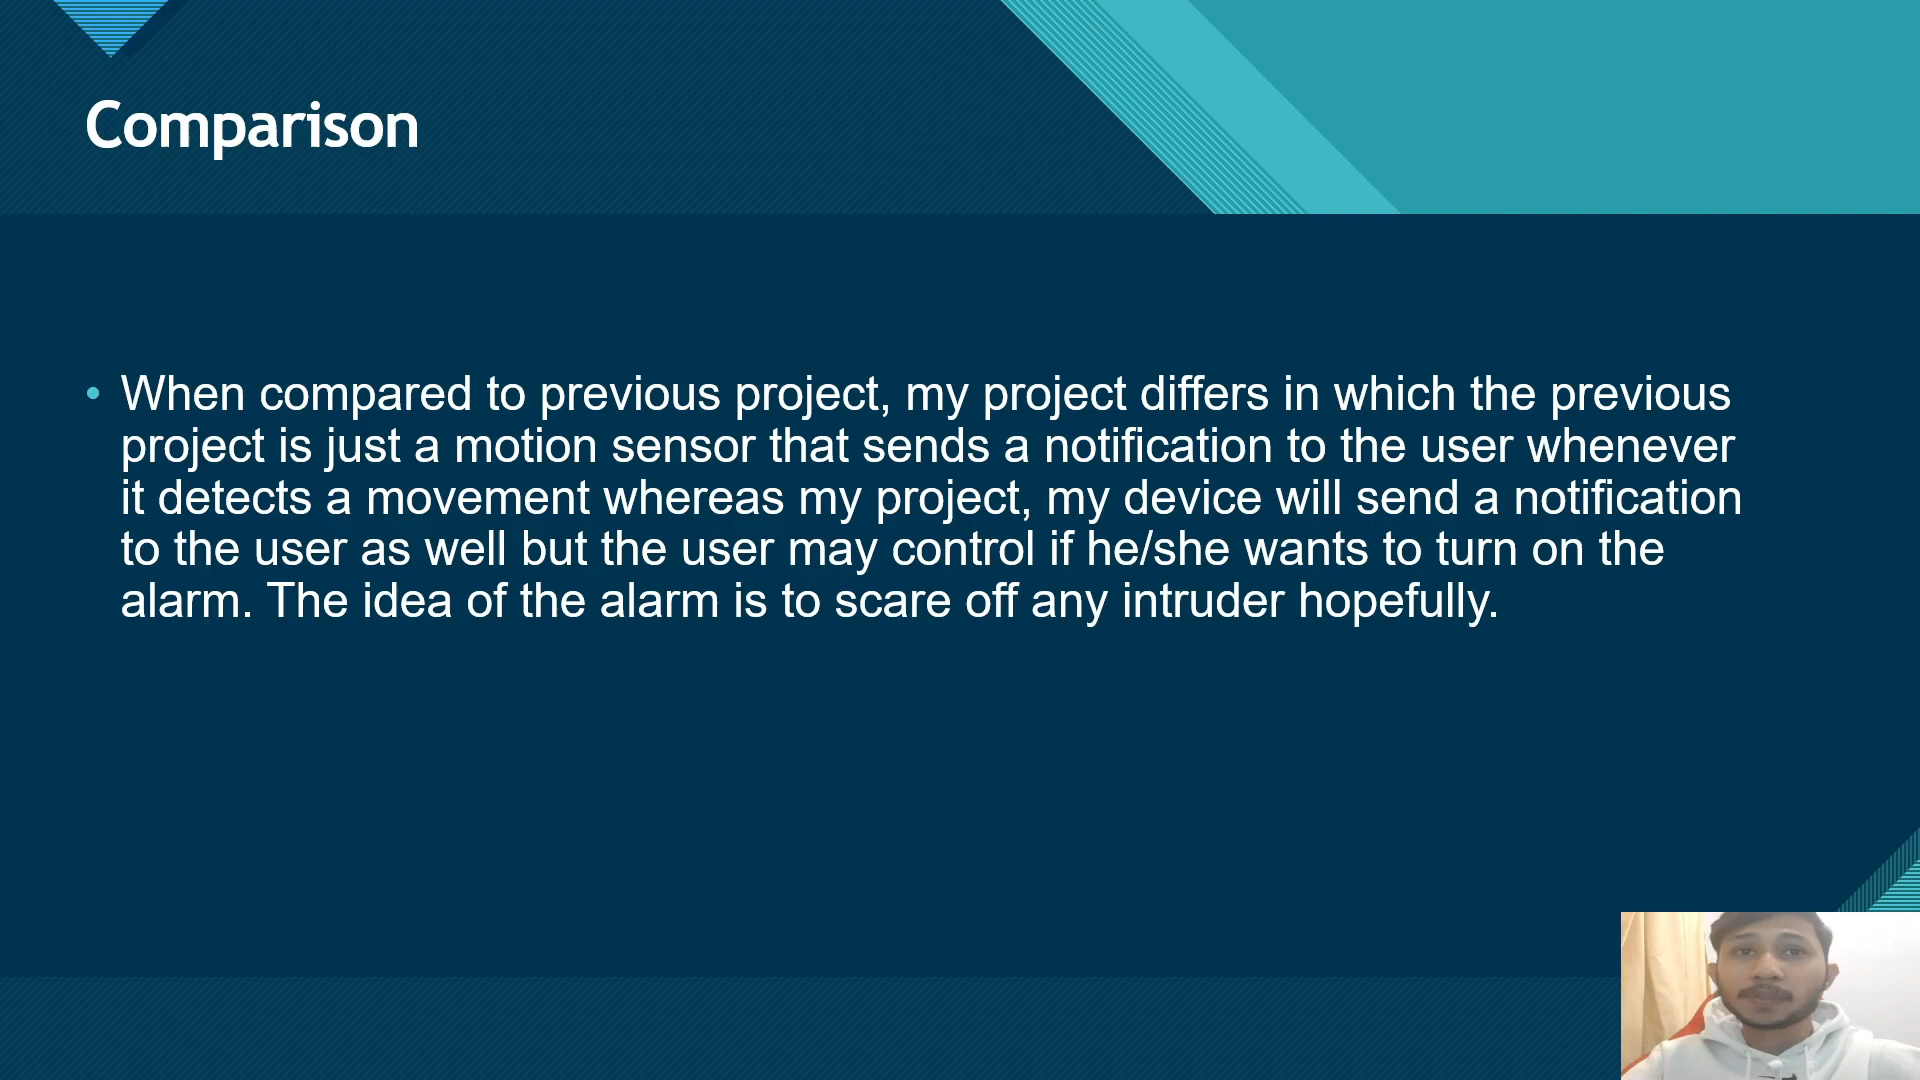 Comparison
• When compared to previous project, my project differs in which the previous
project is just a motion sensor that sends a notification to the user whenever
it detects a movement whereas my project, my device will send a notification
to the user as well but the user may control if he/she wants to turn on the
alarm. The idea of the alarm is to scare off any intruder hopefully.